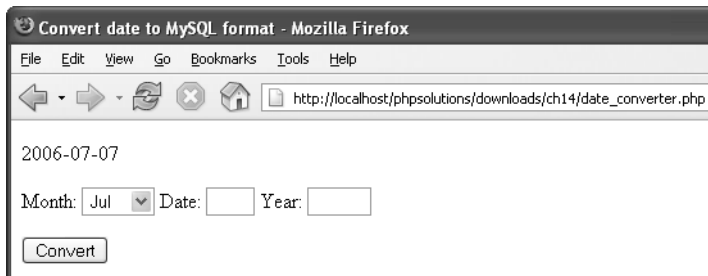 Convert date to MySQL format - Mozilla Firefox
File Edit View Go Bookmarks Tools Help
http://localhost/phpsolutions/downloads/ch14/date_converter.php
2006-07-07
Month: Jul Date: Year:
Convert